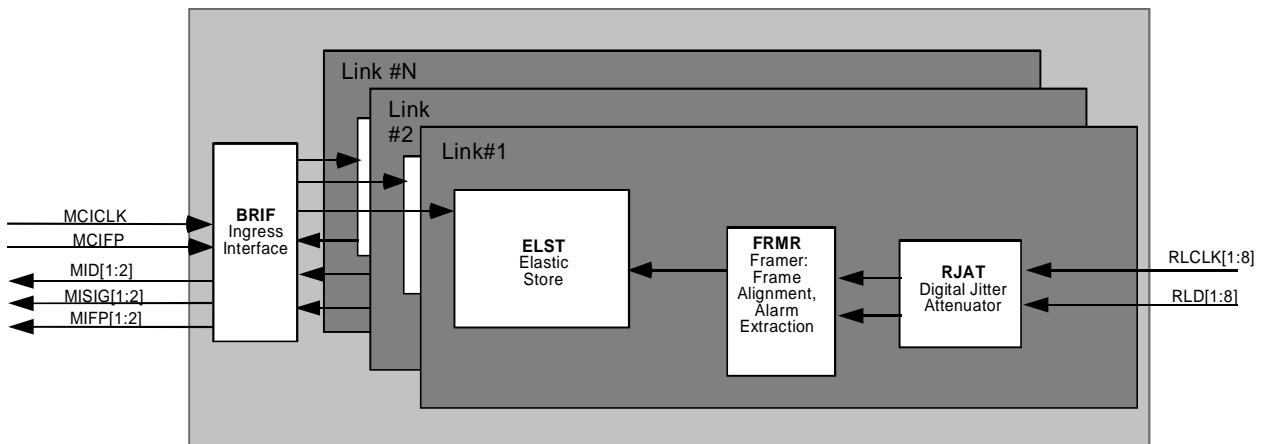 Link #N
Link
#2
Link#1
MCICLK
MCIFP
MID[1:2]
MISIG[1:2]
MIFP[1:2]
BRIF
Ingress
Interface
ELST
Elastic
Store
FRMR
Framer:
Frame
Alignment,
Alarm
Extraction
RJAT
Digital Jitter
Attenuator
RLCLK[1:8]
RLD[1:8]